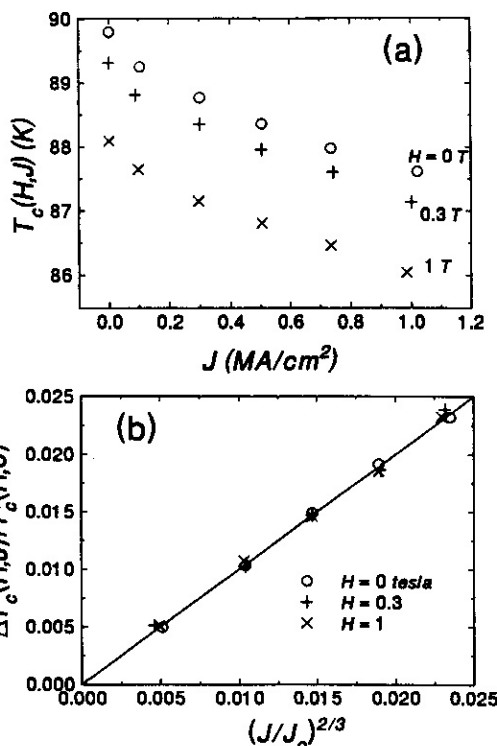 (a)
T_c(H,J) (K)
90
89
88
87
86
H = 0 T
0.3 T
1 T
0.0 0.2 0.4 0.6 0.8 1.0 1.2
J (MA/cm²)
(b)
0.025
0.020
0.015
0.010
0.005
0.000
○ H = 0 tesla
+ H = 0.3
× H = 1
0.000 0.005 0.010 0.015 0.020 0.025
(J/J₀)^{2/3}